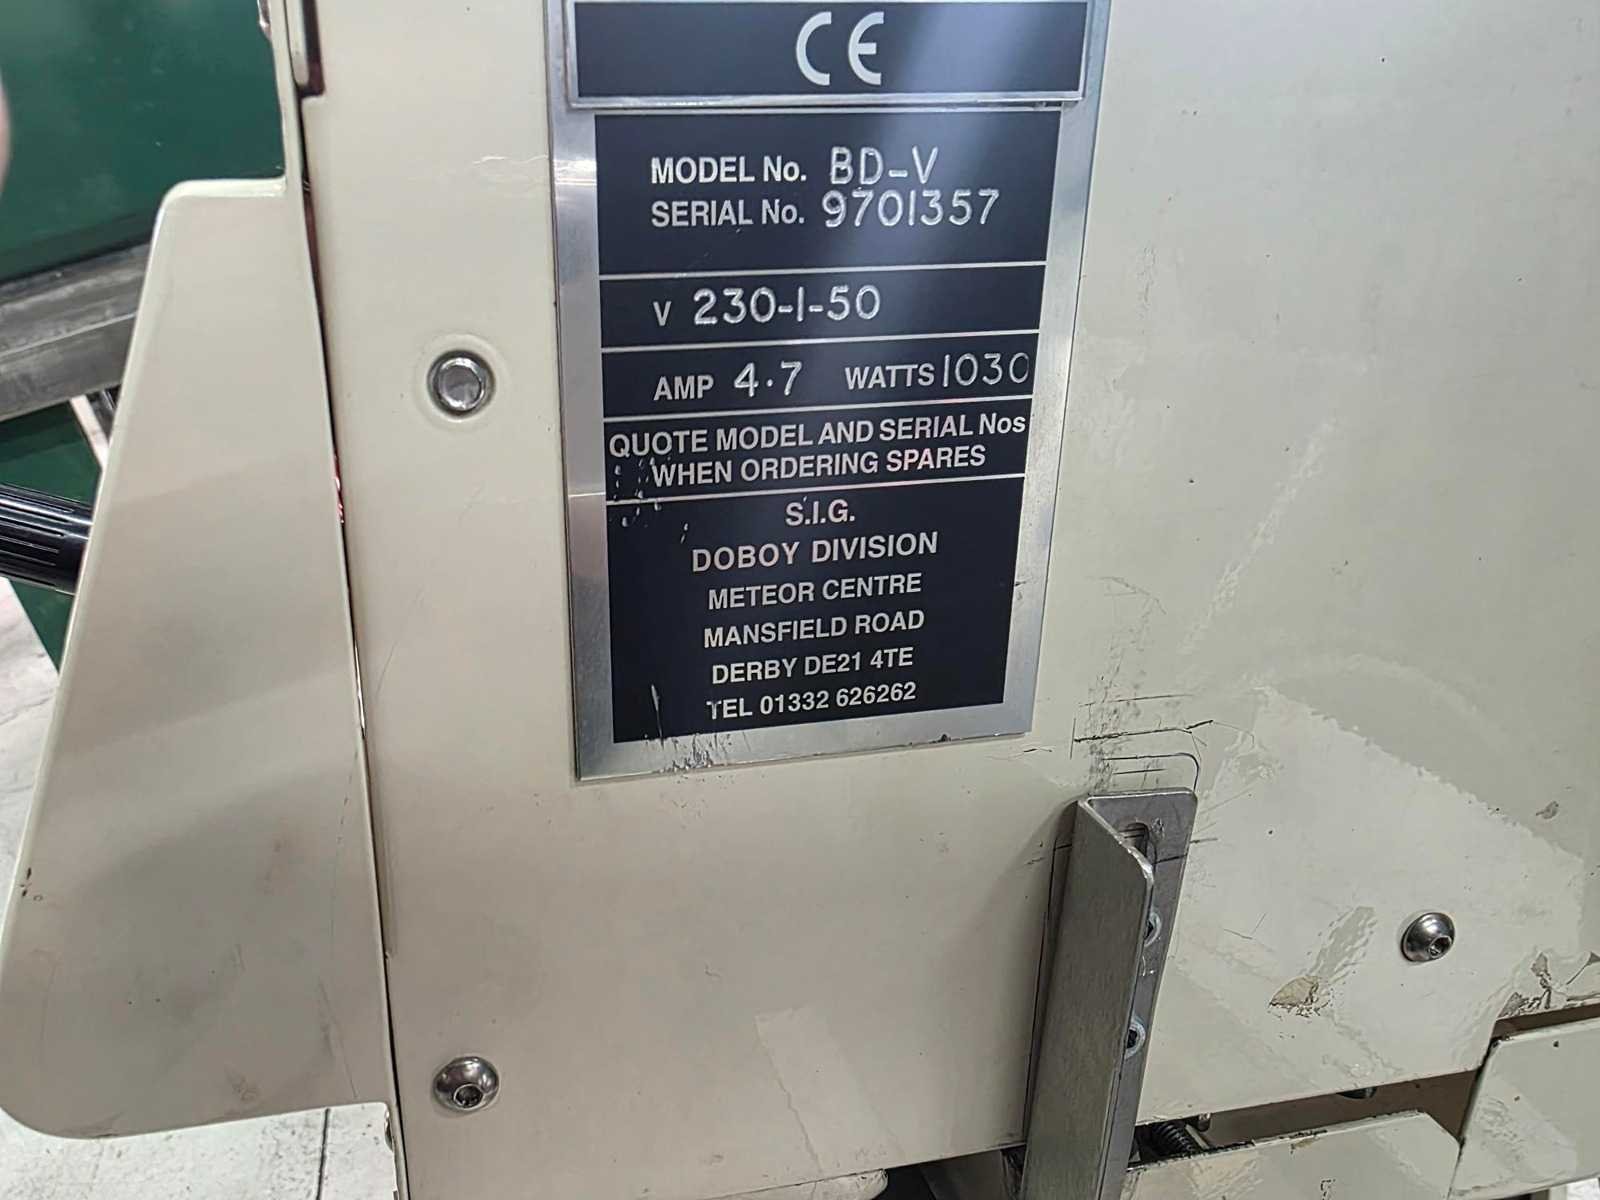 CE
MODEL No. BD-V
SERIAL No. 9701357
V 230-1-50
AMP 4.7 WATTS 1030
QUOTE MODEL AND SERIAL Nos
WHEN ORDERING SPARES
S.I.G.
DOBOY DIVISION
METEOR CENTRE
MANSFIELD ROAD
DERBY DE21 4TE
TEL 01332 626262